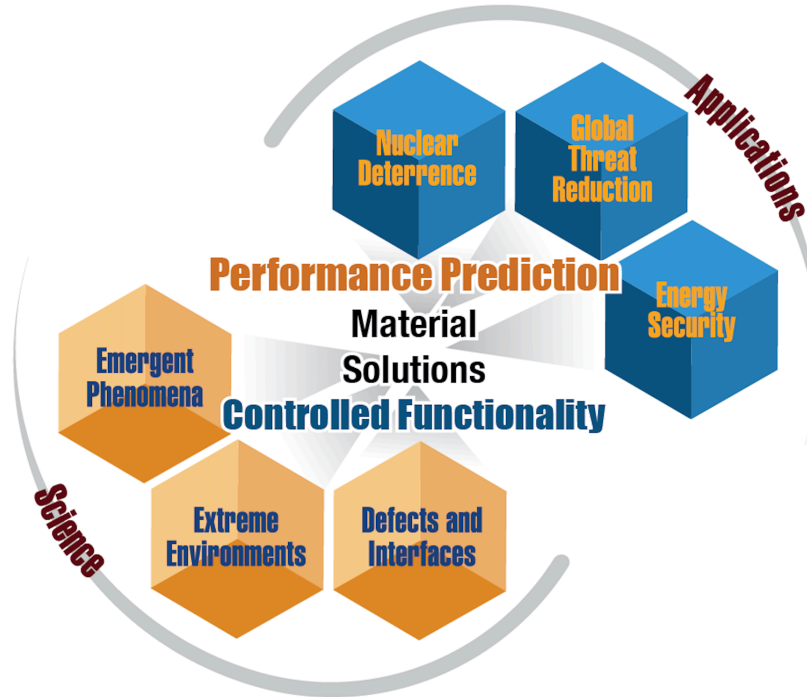 Applications
Nuclear
Deterrence
Global
Threat
Reduction
Energy
Security
Performance Prediction
Material
Solutions
Controlled Functionality
Emergent
Phenomena
Extreme
Environments
Defects and
Interfaces
Science